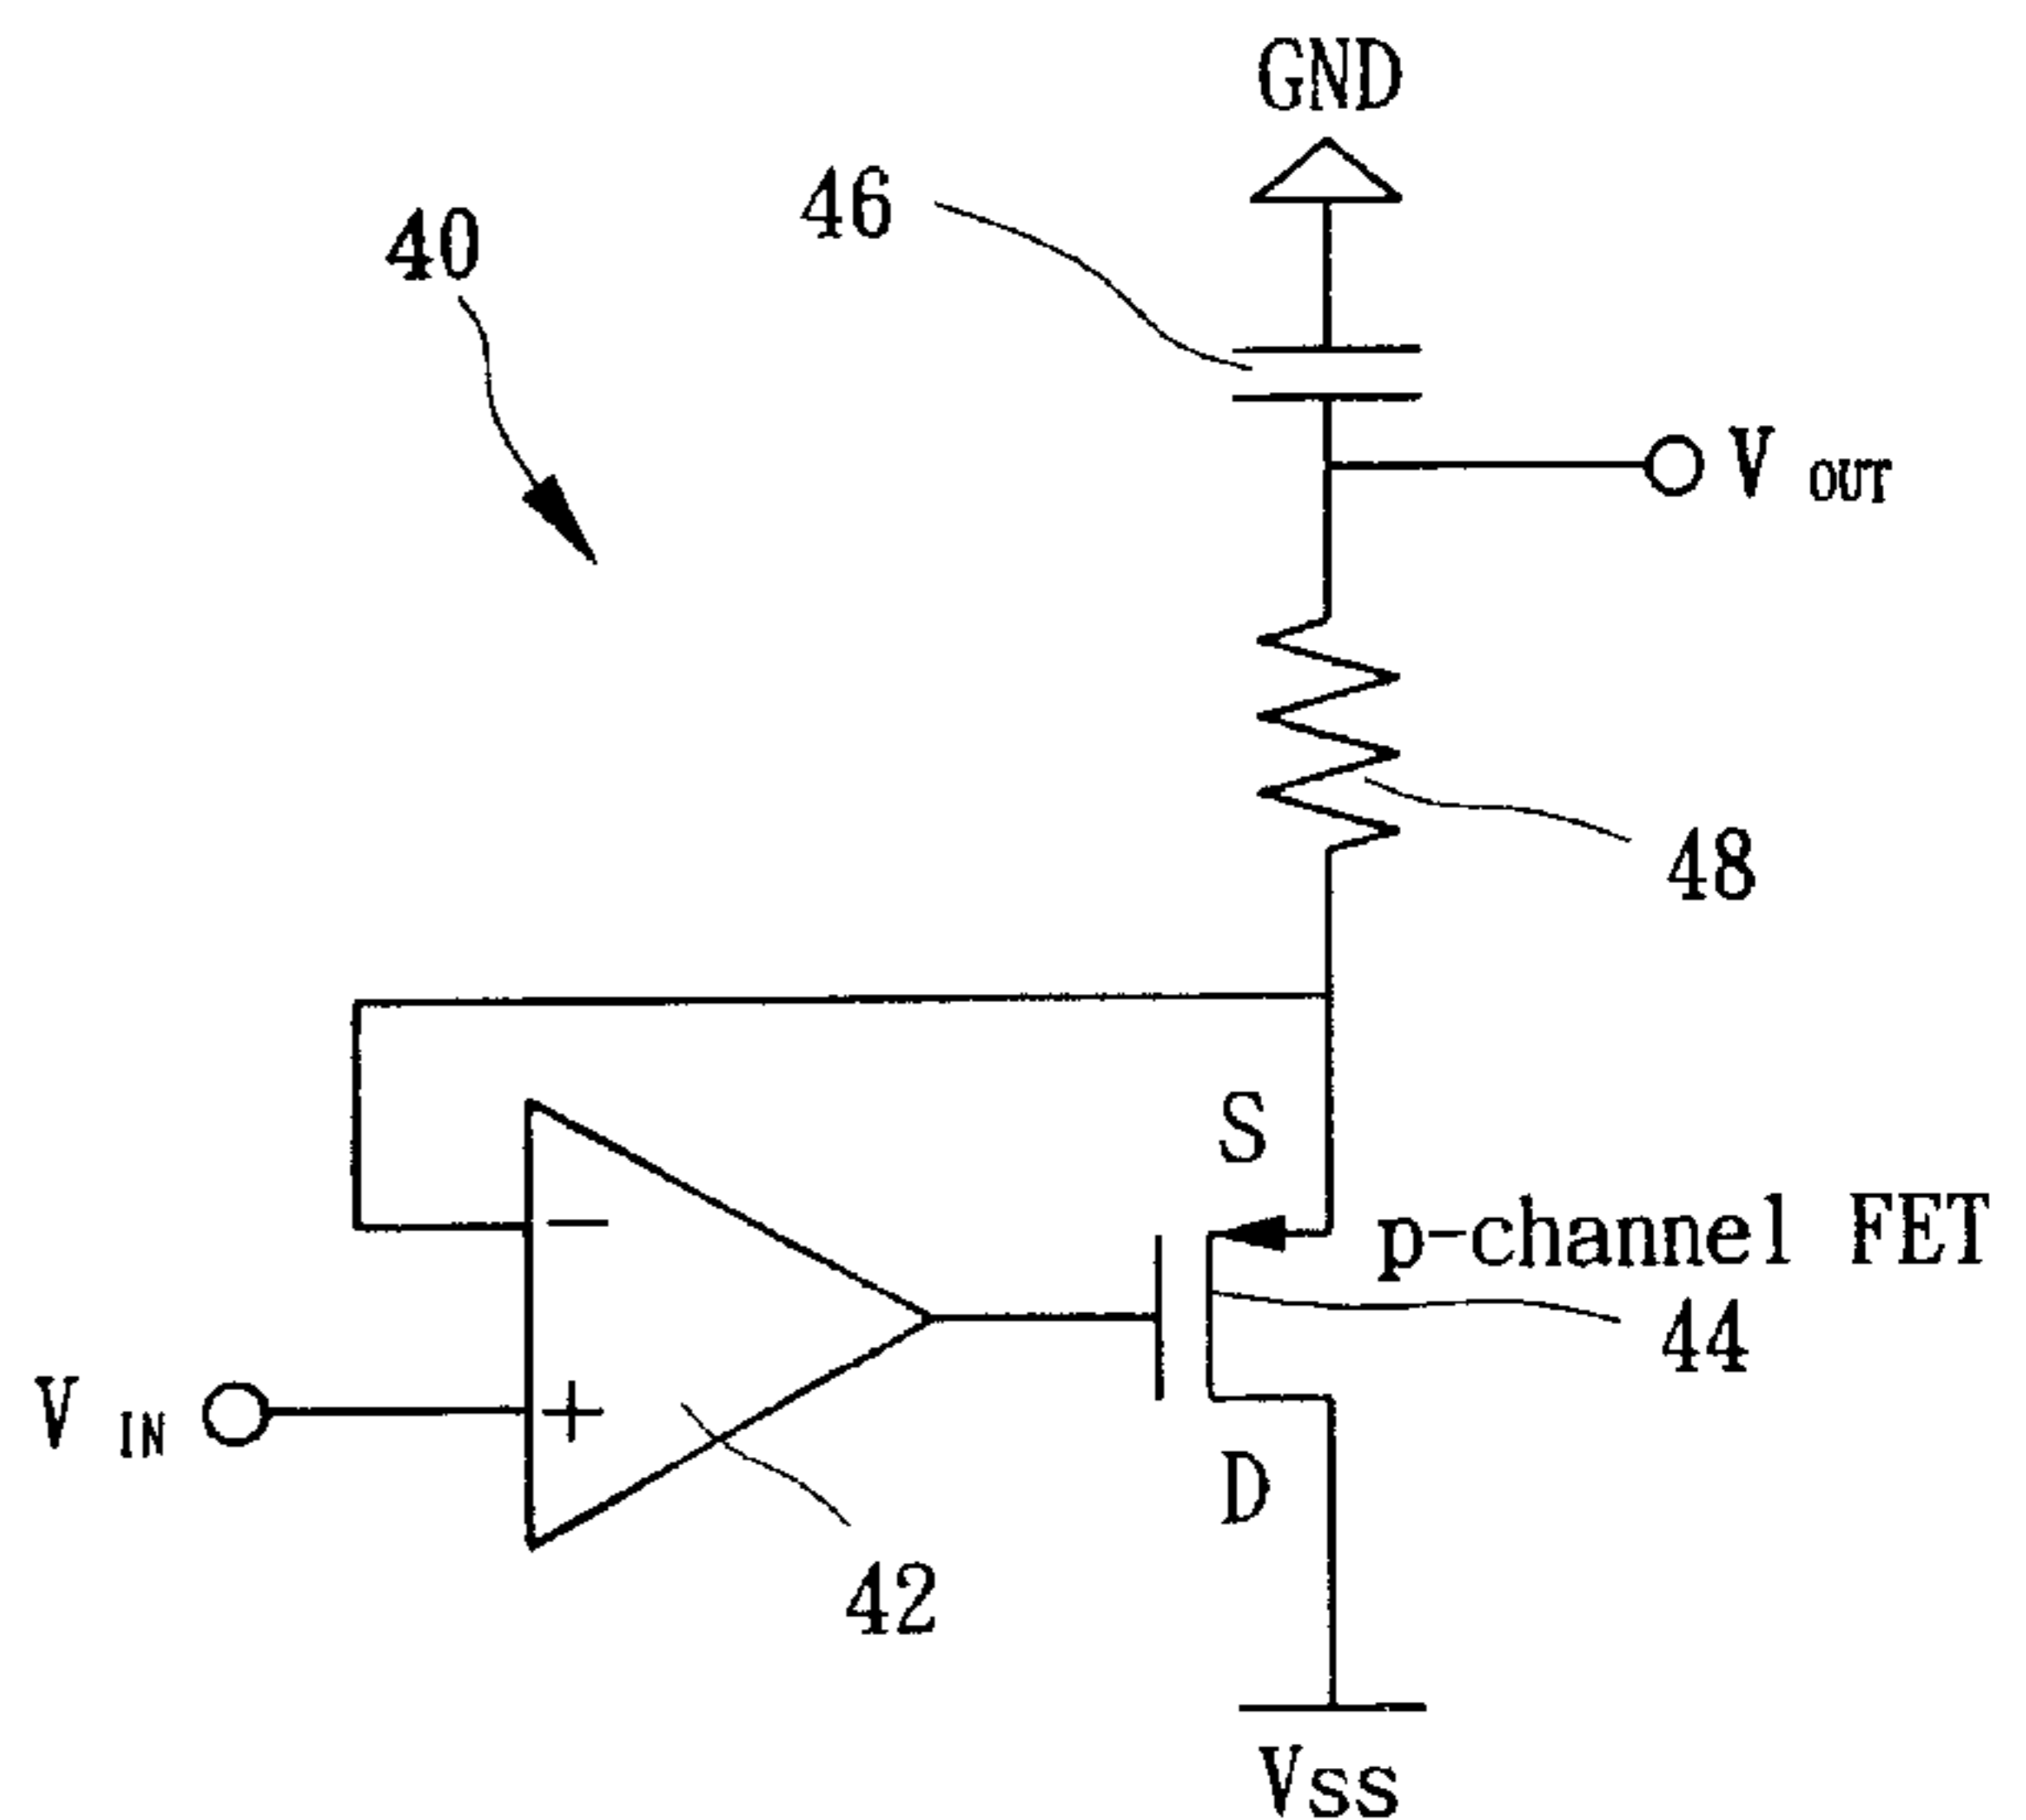 GND
46
40
V OUT
48
S
p-channel FET
44
V IN
−
+
D
42
Vss